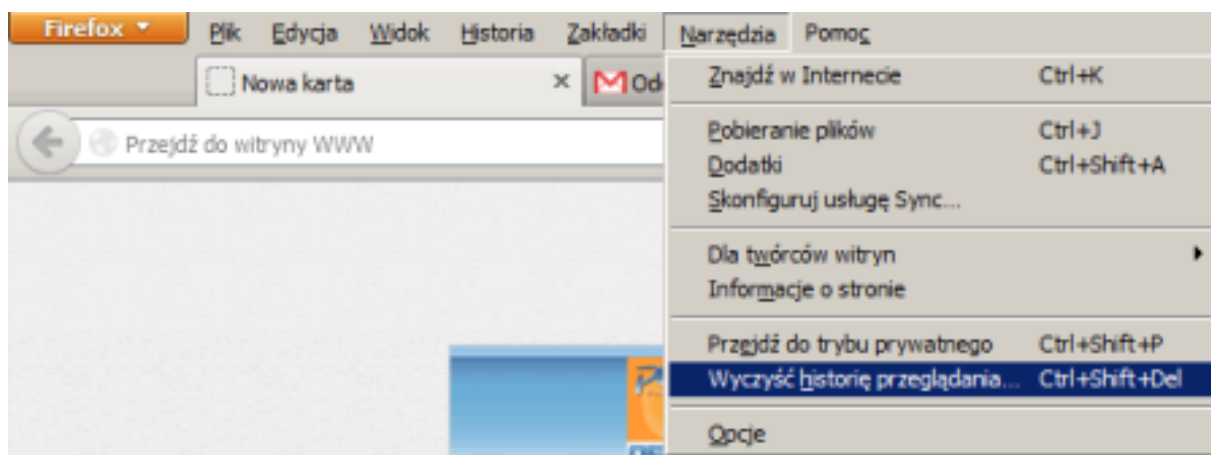 Firefox Plik Edycja Widok Historia Zakładki Narzędzia Pomoc
Nowa karta
Przejdź do witryny WWW
Znajdź w Internecie Ctrl+K
Pobieranie plików Ctrl+J
Dodatki Ctrl+Shift+A
Skonfiguruj usługę Sync...
Dla twórców witryn
Informacje o stronie
Przejdź do trybu prywatnego Ctrl+Shift+P
Wyczyść historię przeglądania... Ctrl+Shift+Del
Opcje